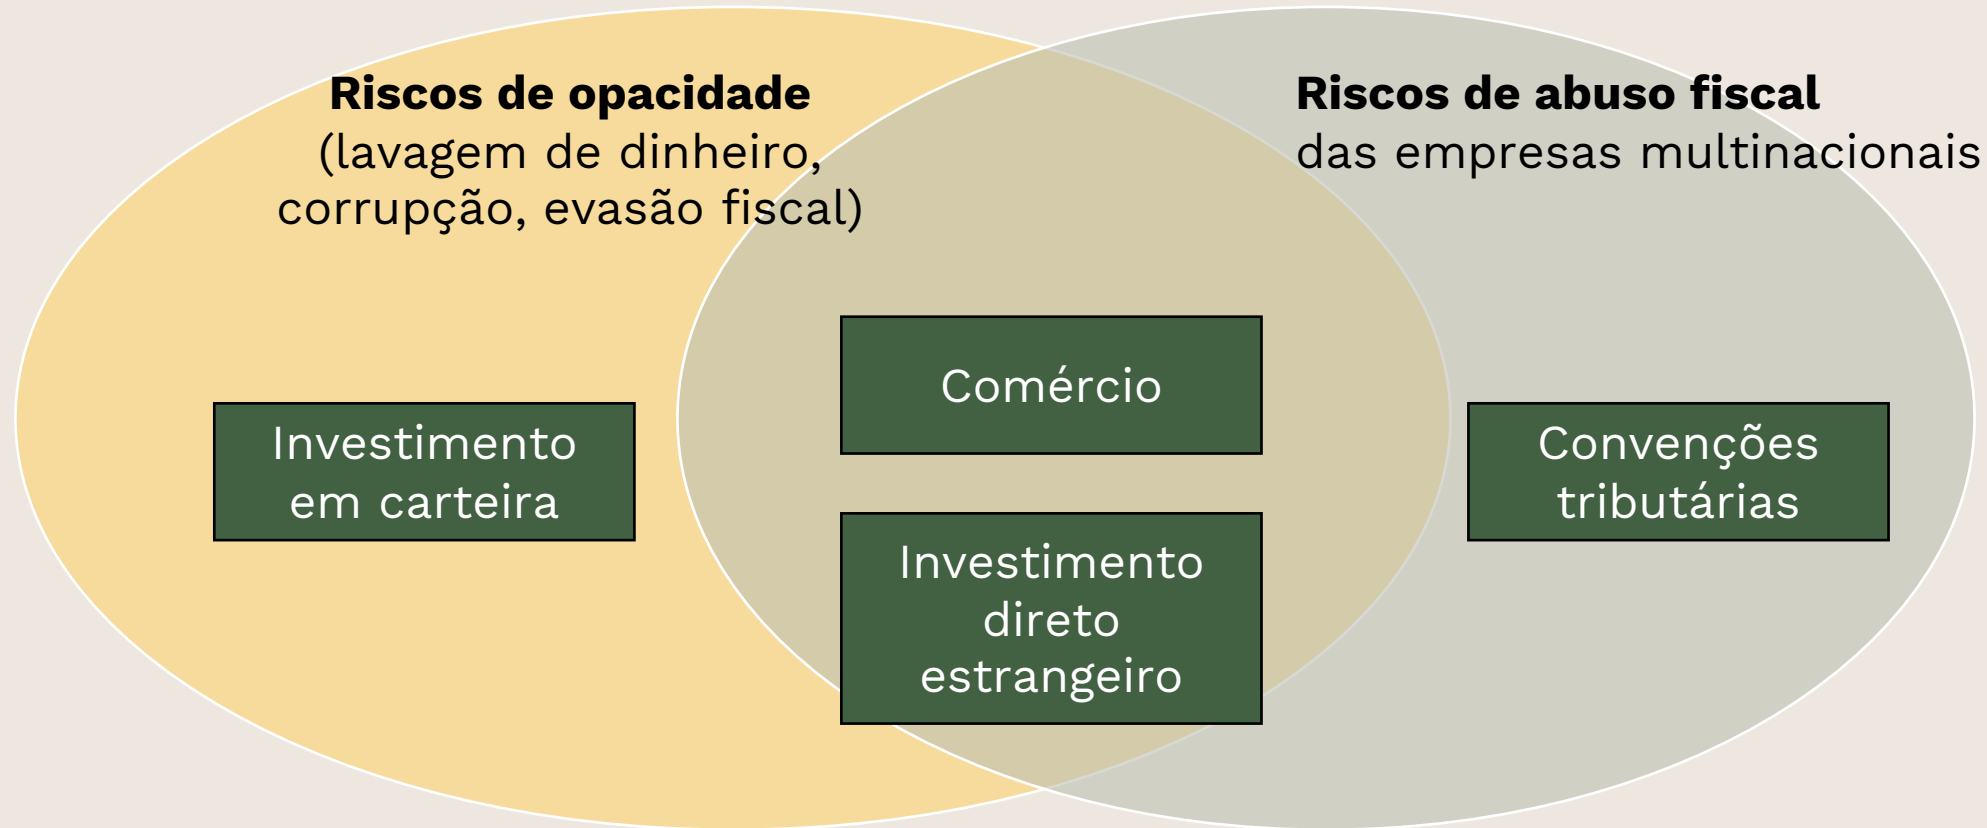 Riscos de opacidade
(lavagem de dinheiro,
corrupção, evasão fiscal)
Riscos de abuso fiscal
das empresas multinacionais
Investimento
em carteira
Comércio
Investimento
direto
estrangeiro
Convenções
tributárias